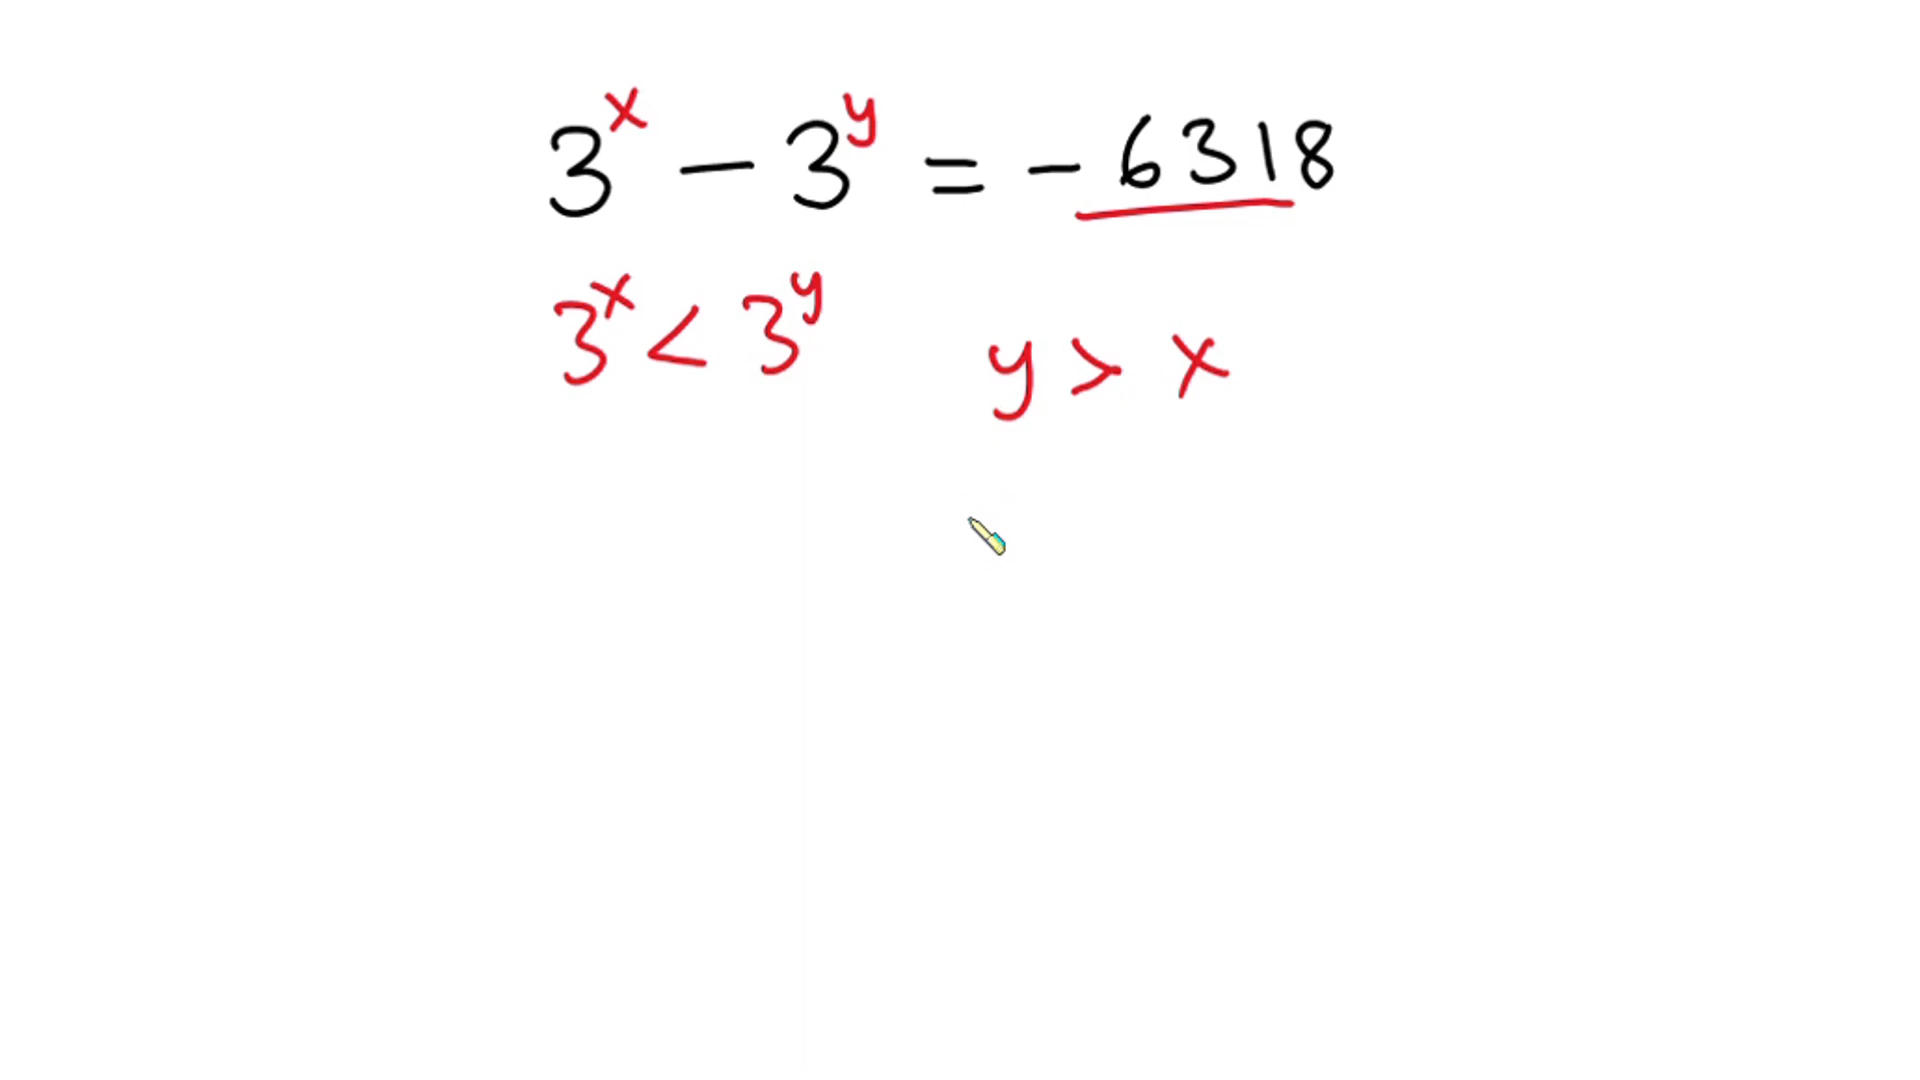 3^x - 3^y = - 6318
3^x < 3^y   y > x